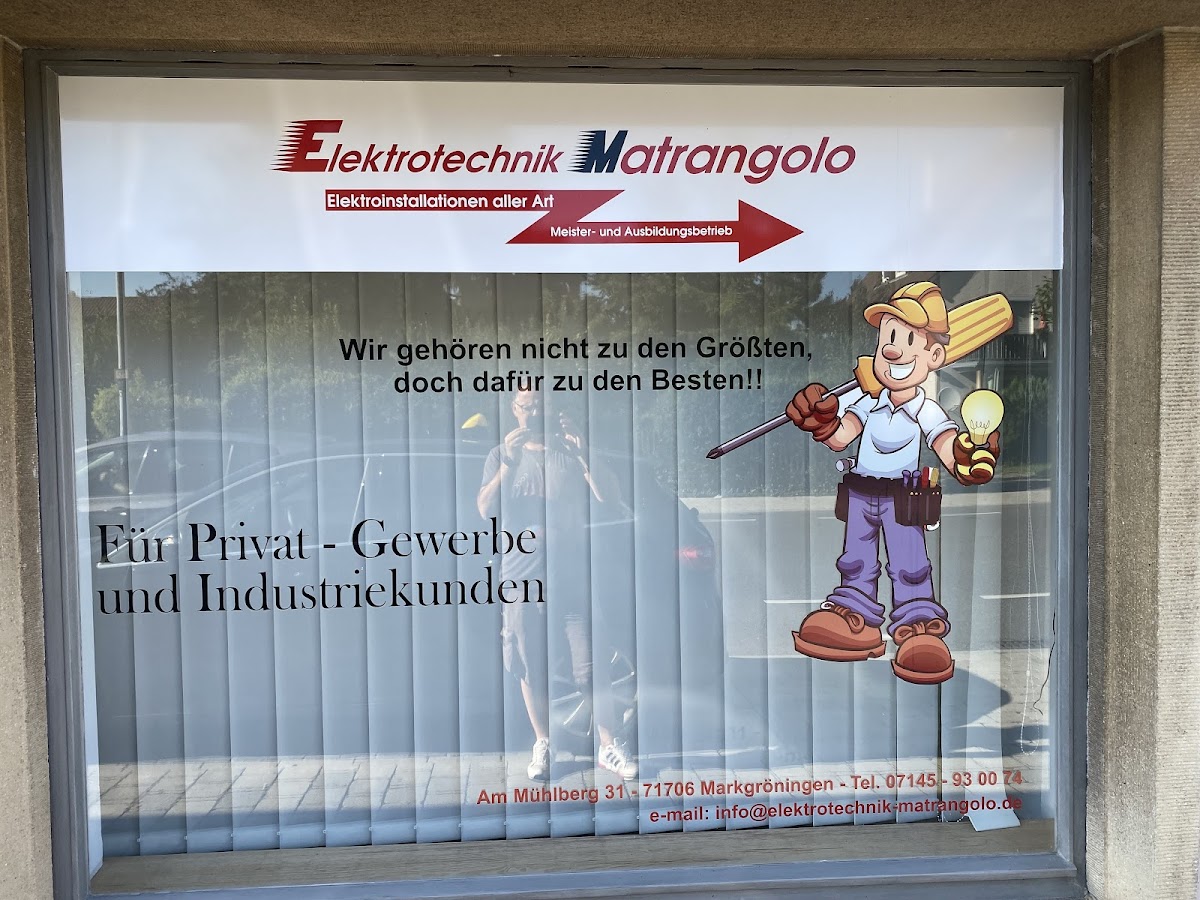 Elektrotechnik Matrangolo
Elektroinstallationen aller Art
Meister- und Ausbildungsbetrieb
Wir gehören nicht zu den Größten,
doch dafür zu den Besten!!
Für Privat - Gewerbe
und Industriekunden
Am Mühlberg 31 - 71706 Markgröningen - Tel. 07145 - 93 00 74
e-mail: info@elektrotechnik-matrangolo.de